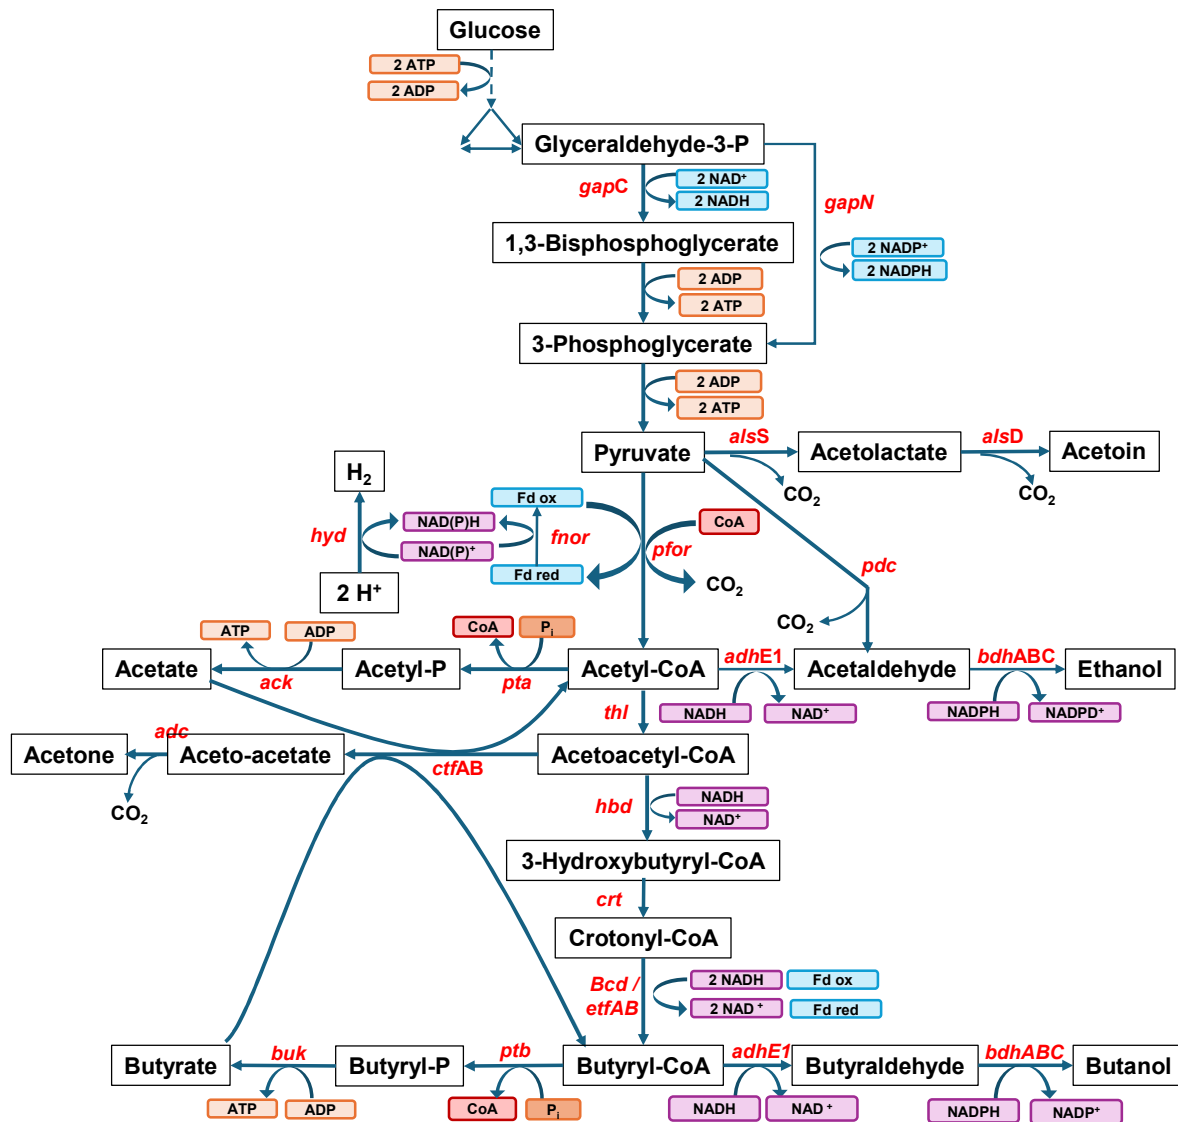 Glucose
2 ATP
2 ADP
Glyceraldehyde-3-P
gapC
2 NAD⁺
2 NADH
gapN
1,3-Bisphosphoglycerate
2 NADP⁺
2 NADPH
2 ADP
2 ATP
3-Phosphoglycerate
2 ADP
2 ATP
Pyruvate
alsS
Acetolactate
alsD
Acetoin
CO₂
CO₂
H₂
hyd
NAD(P)H
NAD(P)⁺
Fd ox
fnor
Fd red
CoA
pfor
CO₂
pdc
2 H⁺
CO₂
ATP
ADP
CoA
Pᵢ
Acetate
ack
Acetyl-P
pta
Acetyl-CoA
adhE1
Acetaldehyde
bdhABC
Ethanol
NADH
NAD⁺
NADPH
NADPD⁺
thl
Acetone
adc
Aceto-acetate
ctfAB
Acetoacetyl-CoA
CO₂
hbd
NADH
NAD⁺
3-Hydroxybutyryl-CoA
crt
Crotonyl-CoA
Bcd /
etfAB
2 NADH
Fd ox
2 NAD⁺
Fd red
Butyrate
buk
Butyryl-P
ptb
Butyryl-CoA
adhE1
Butyraldehyde
bdhABC
Butanol
ATP
ADP
CoA
Pᵢ
NADH
NAD⁺
NADPH
NADP⁺